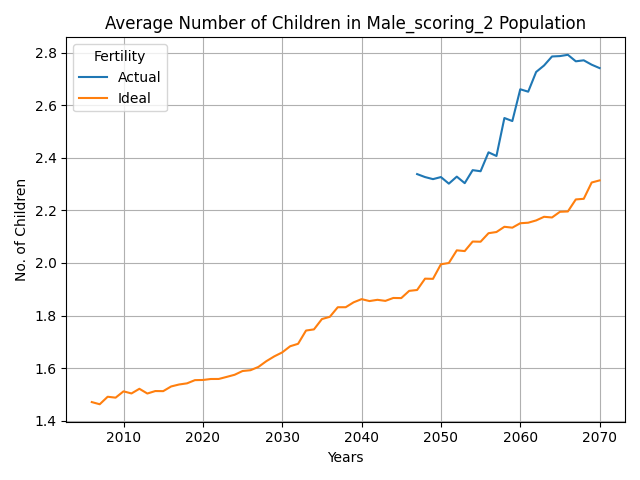 Average Number of Children in Male_scoring_2 Population
No. of Children
2.8
2.6
2.4
2.2
2.0
1.8
1.6
1.4
Fertility
Actual
Ideal
2010 2020 2030 2040 2050 2060 2070
Years